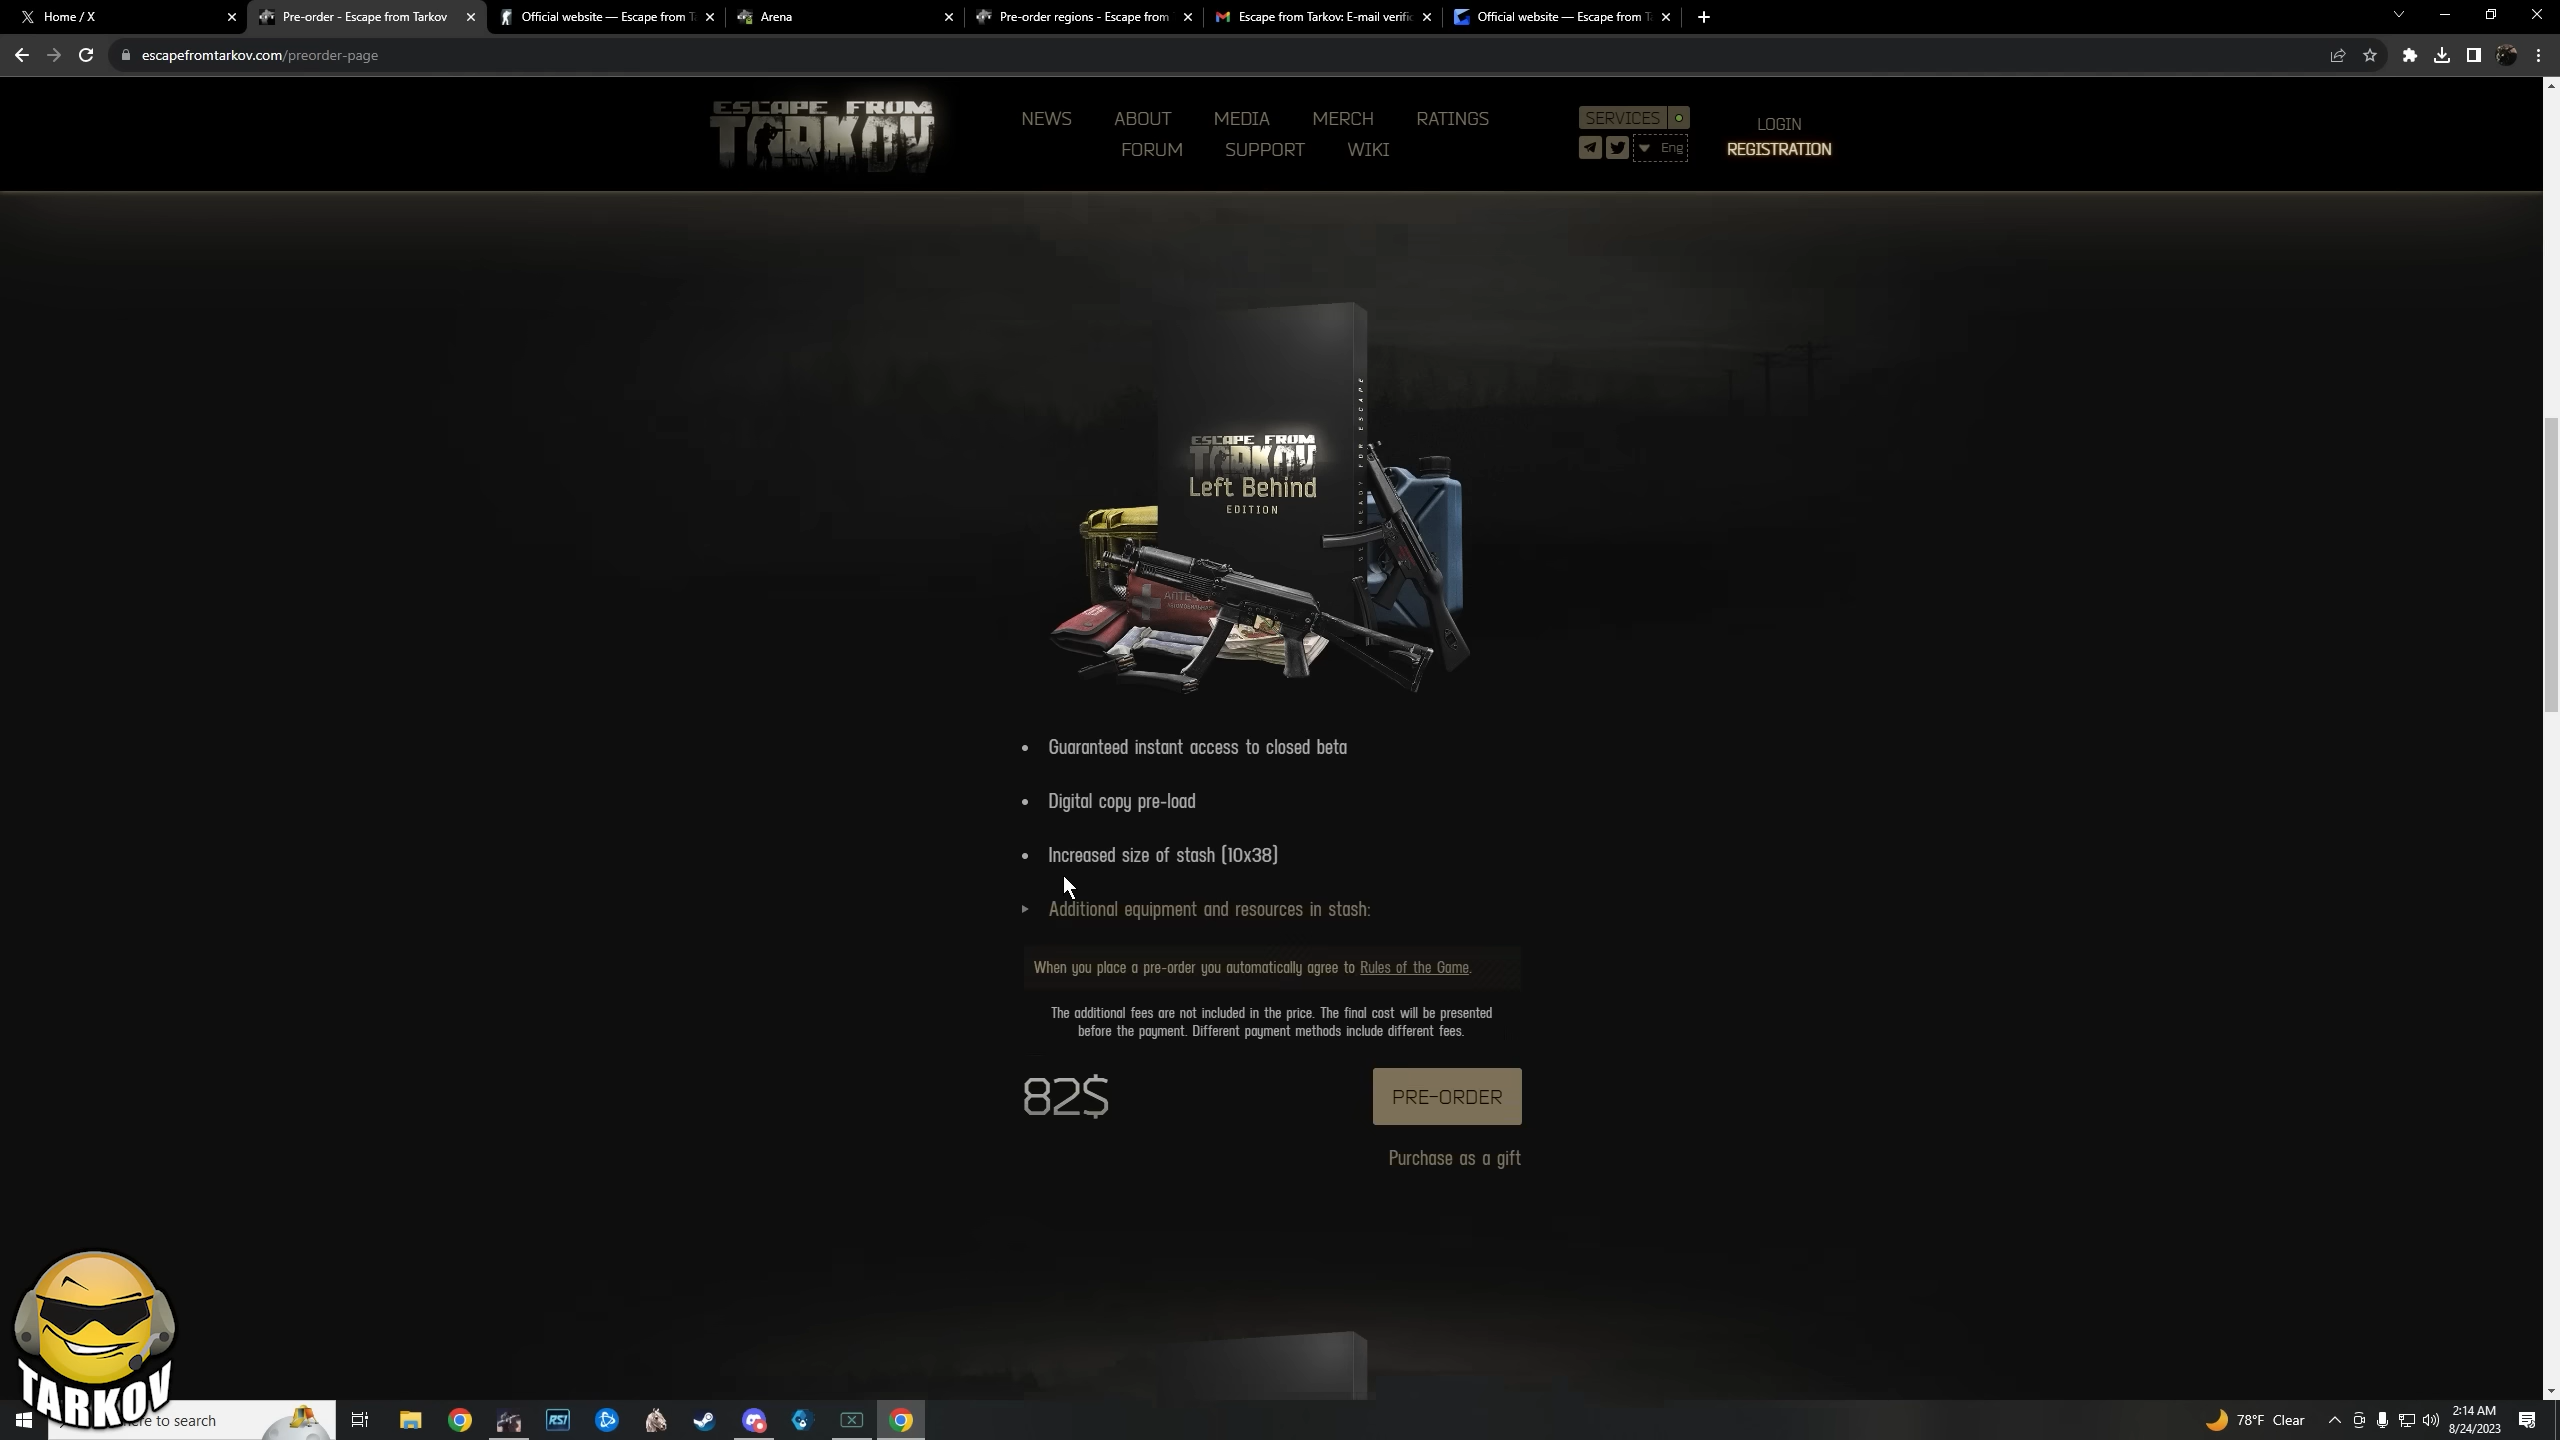 Home / X
Pre-order - Escape from Tarkov
Official website — Escape from T
Arena
Pre-order regions - Escape from
Escape from Tarkov: E-mail verific
Official website — Escape from T
escapefromtarkov.com/preorder-page
ESCAPE FROM
TARKOV
NEWS ABOUT MEDIA MERCH RATINGS
FORUM SUPPORT WIKI
SERVICES
Eng
LOGIN
REGISTRATION
ESCAPE FROM
TARKOV
Left Behind
EDITION
GET READY FOR ESCAPE
Guaranteed instant access to closed beta
Digital copy pre-load
Increased size of stash (10x38)
Additional equipment and resources in stash:
When you place a pre-order you automatically agree to Rules of the Game.
The additional fees are not included in the price. The final cost will be presented
before the payment. Different payment methods include different fees.
82$
PRE-ORDER
Purchase as a gift
TARKOV
here to search
RSI
78°F Clear
2:14 AM
8/24/2023